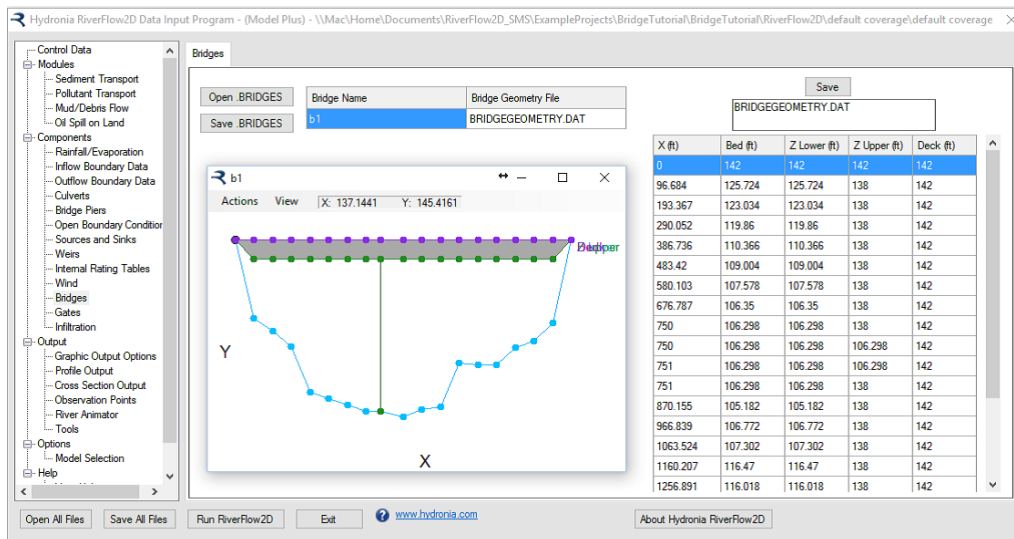 Hydronia RiverFlow2D Data Input Program - (Model Plus) - \\Mac\Home\Documents\RiverFlow2D_SMS\ExampleProjects\BridgeTutorial\BridgeTutorial\RiverFlow2D\default coverage\default coverage
Control Data
Modules
Sediment Transport
Pollutant Transport
Mud/Debris Flow
Oil Spill on Land
Components
Rainfall/Evaporation
Inflow Boundary Data
Outflow Boundary Data
Culverts
Bridge Piers
Open Boundary Condition
Sources and Sinks
Weirs
Internal Rating Tables
Wind
Bridges
Gates
Infiltration
Output
Graphic Output Options
Profile Output
Cross Section Output
Observation Points
River Animator
Tools
Options
Model Selection
Help
Bridges
Open .BRIDGES
Save .BRIDGES
Bridge Name Bridge Geometry File
b1 BRIDGEGEOMETRY.DAT
Save
BRIDGEGEOMETRY.DAT
b1
Actions View X: 137.1441 Y: 145.4161
Y
X
X (ft) Bed (ft) Z Lower (ft) Z Upper (ft) Deck (ft)
0 142 142 142 142
96.684 125.724 125.724 138 142
193.367 123.034 123.034 138 142
290.052 119.86 119.86 138 142
386.736 110.366 110.366 138 142
483.42 109.004 109.004 138 142
580.103 107.578 107.578 138 142
676.787 106.35 106.35 138 142
750 106.298 106.298 138 142
750 106.298 106.298 106.298 142
751 106.298 106.298 106.298 142
751 106.298 106.298 138 142
870.155 105.182 105.182 138 142
966.839 106.772 106.772 138 142
1063.524 107.302 107.302 138 142
1160.207 116.47 116.47 138 142
1256.891 116.018 116.018 138 142
Open All Files Save All Files Run RiverFlow2D Exit www.hydronia.com About Hydronia RiverFlow2D